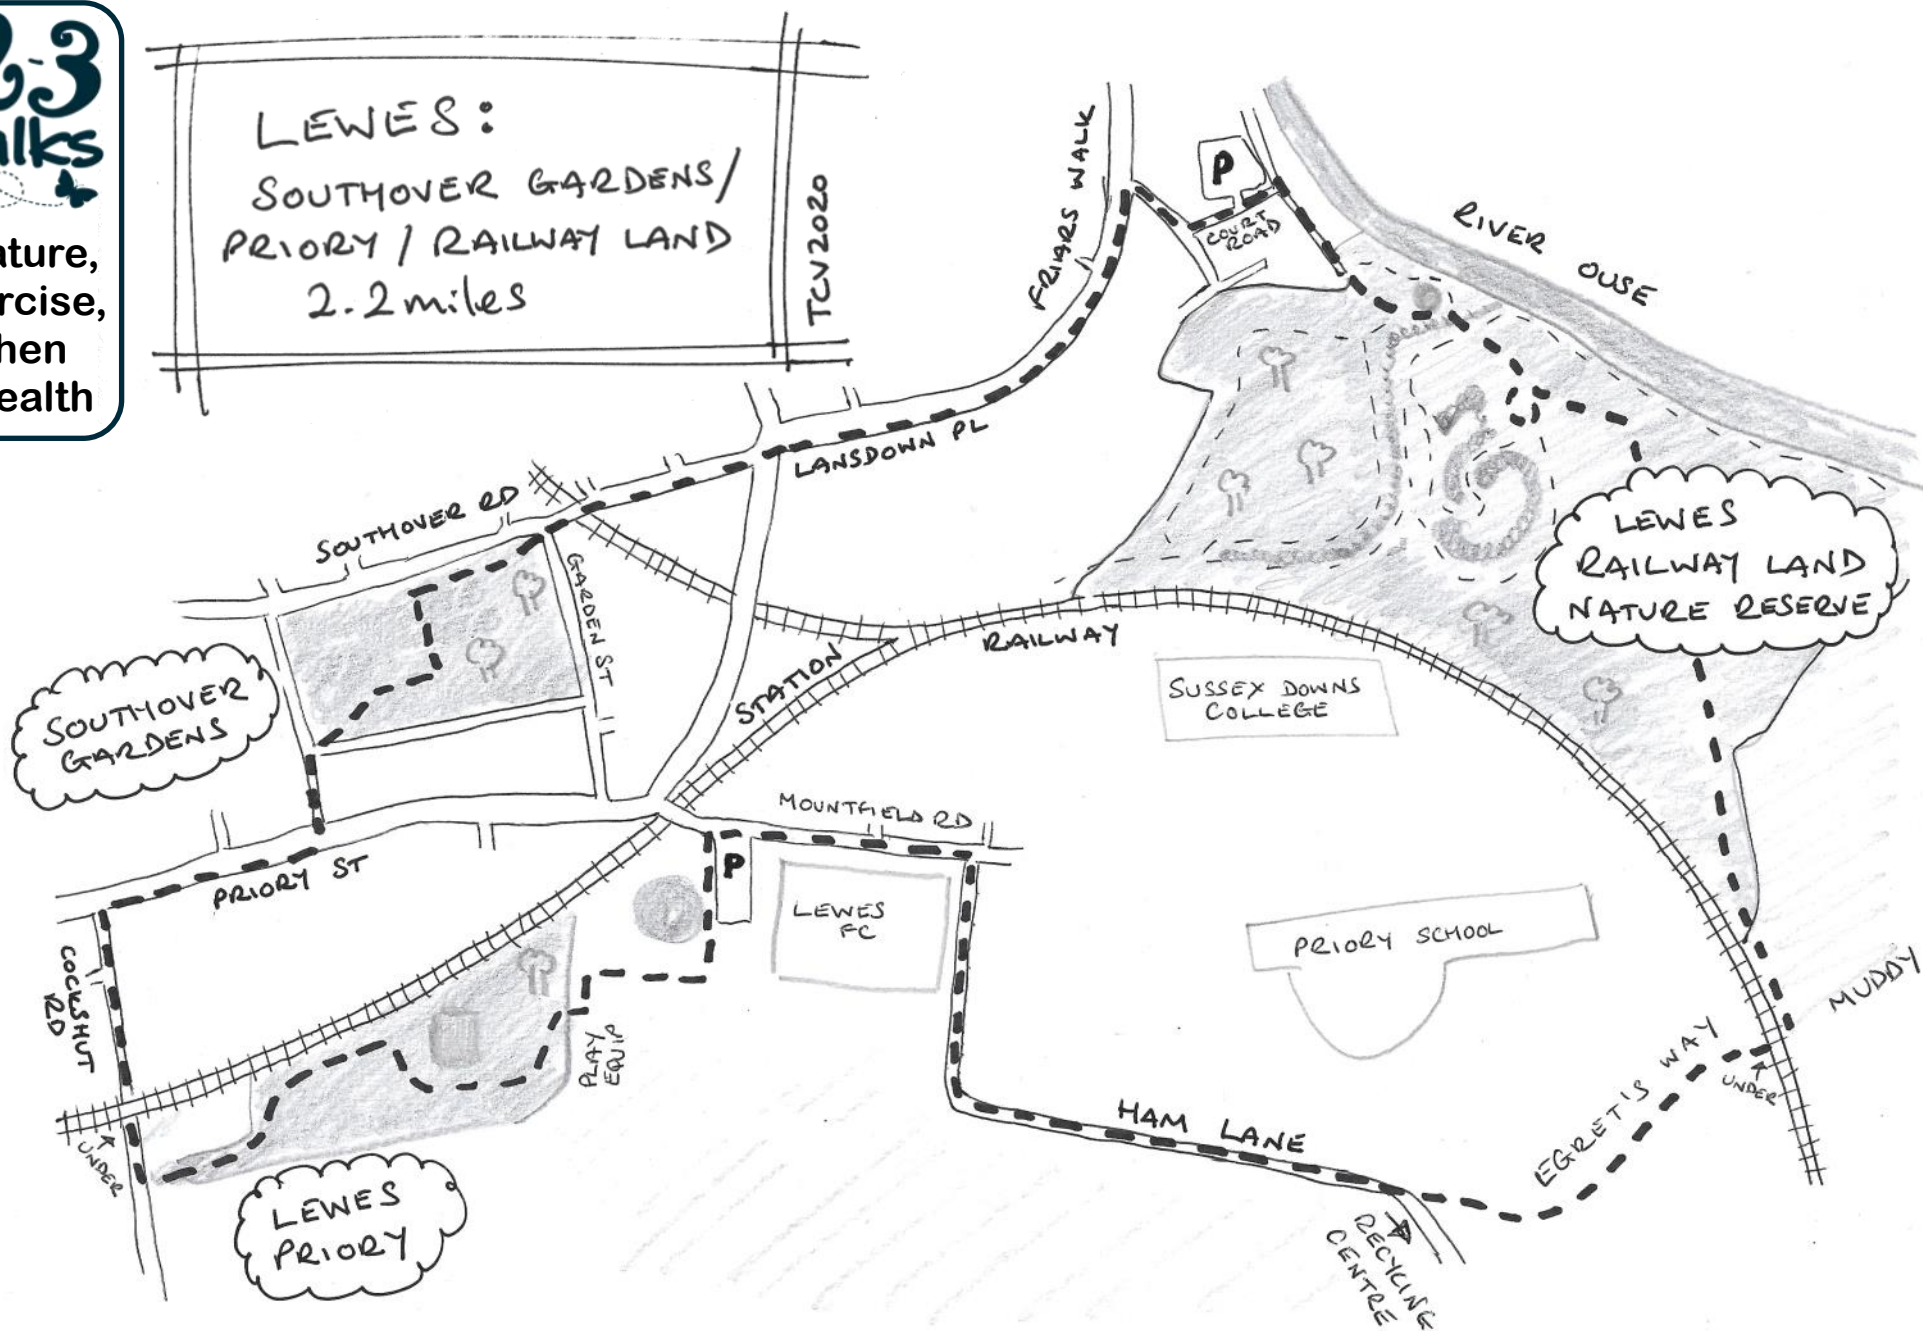 LEWES:
SOUTHOVER GARDENS/
PRIORY / RAILWAY LAND
2.2 miles
TCV2020
2-3
alks
ature,
rcise,
hen
ealth
FRIARS WALK
P
COURT
ROAD
RIVER OUSE
LANSDOWN PL
SOUTHOVER RD
GARDEN ST
SOUTHOVER
GARDENS
STATION
RAILWAY
SUSSEX DOWNS
COLLEGE
LEWES
RAILWAY LAND
NATURE RESERVE
MOUNTFIELD RD
P
LEWES
FC
PRIORY ST
PRIORY SCHOOL
COCKSHUT
RD
UNDER
PLAY
EQUIP
LEWES
PRIORY
HAM LANE
EGRET'S WAY
UNDER
MUDDY
RECYCLING
CENTRE